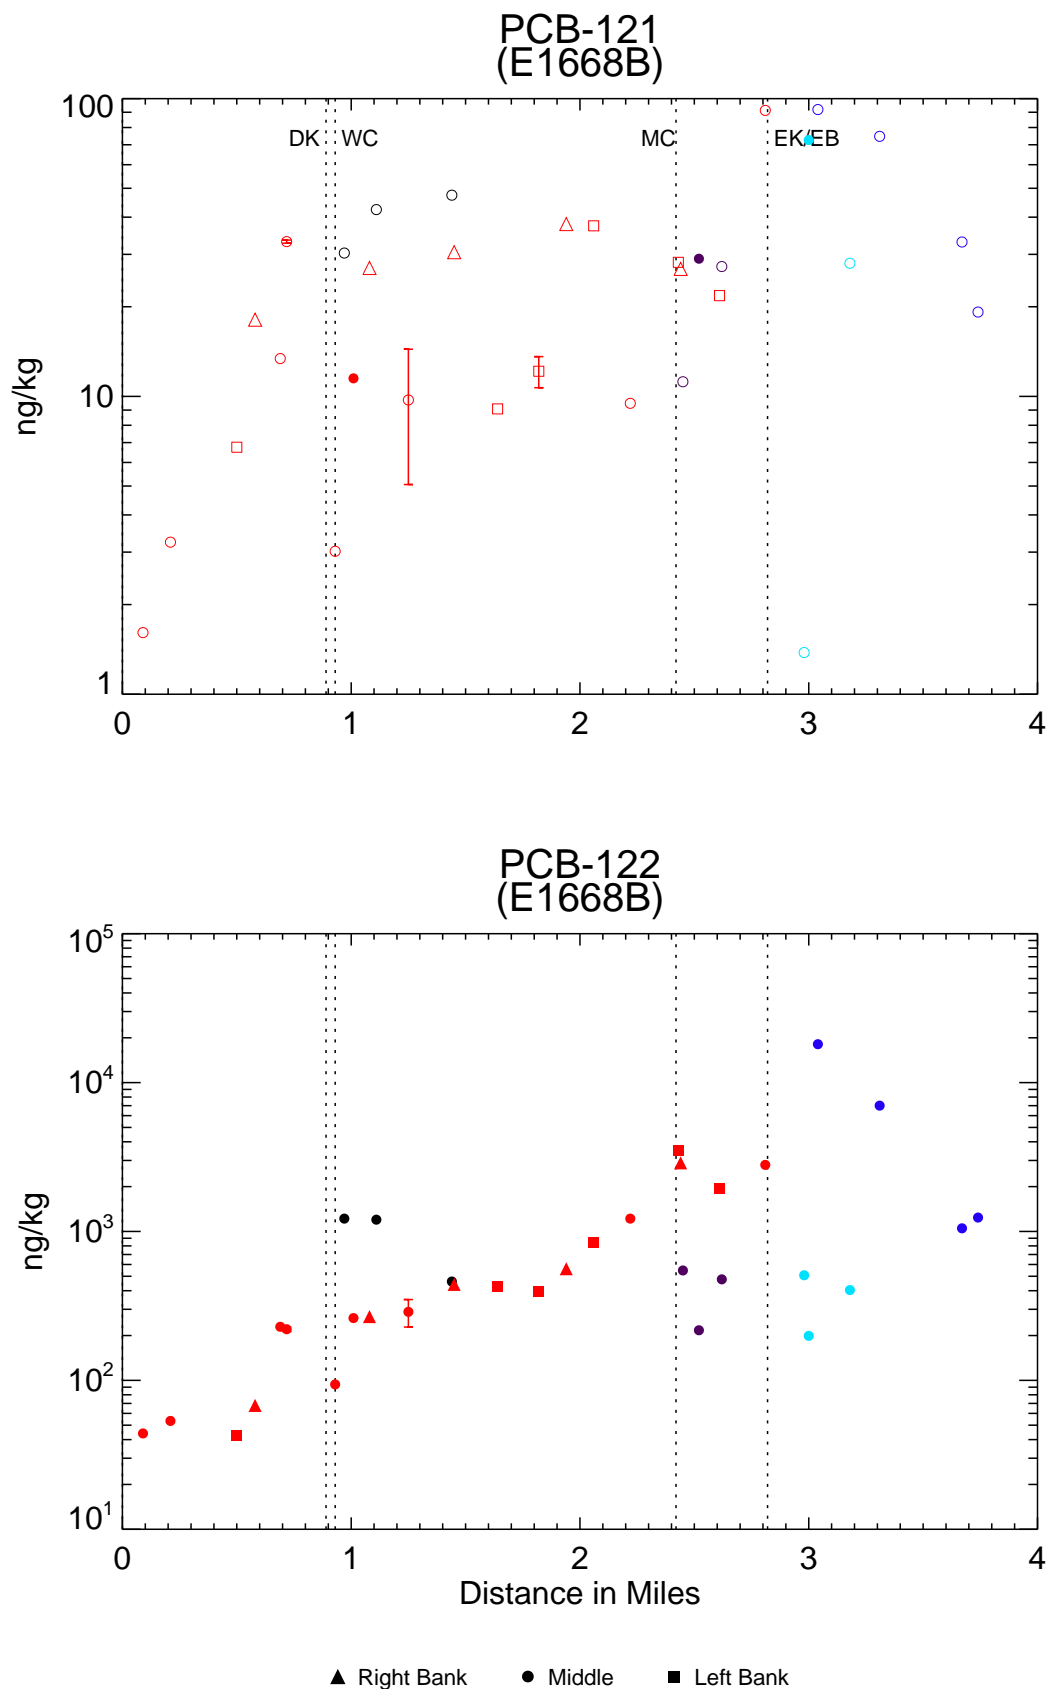 PCB-121
(E1668B)
100
DK WC MC EK/EB
10
ng/kg
1
0 1 2 3 4
PCB-122
(E1668B)
10^5
10^4
10^3
ng/kg
10^2
10^1
0 1 2 3 4
Distance in Miles
Right Bank Middle Left Bank